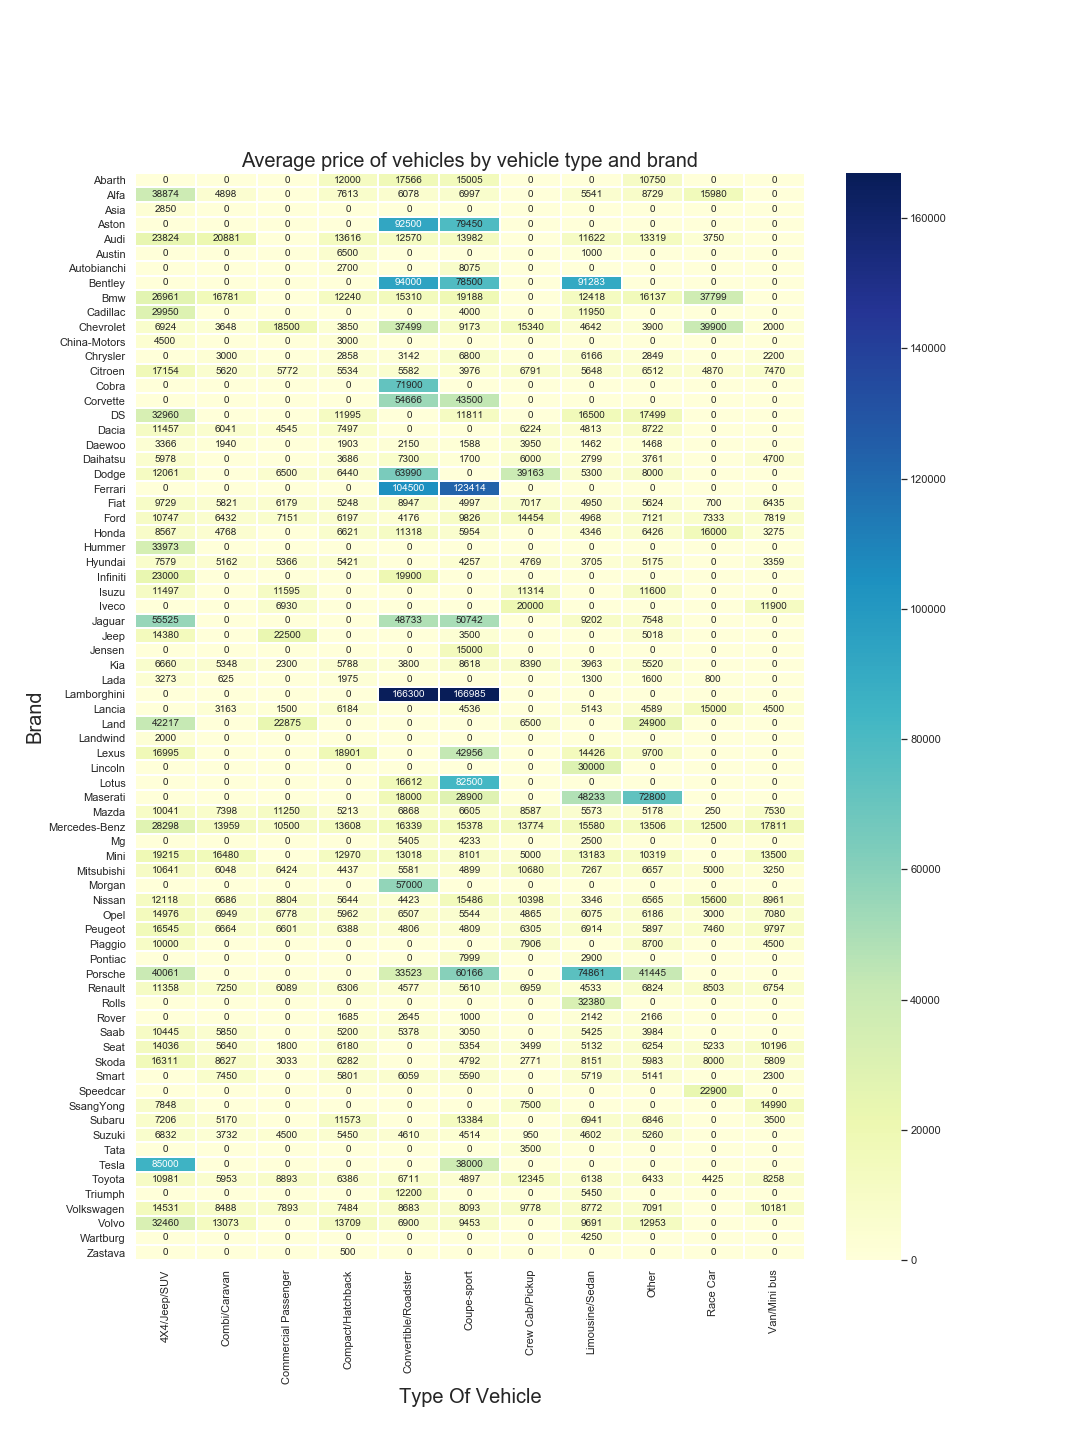 Average price of vehicles by vehicle type and brand
Abarth 0 0 0 12000 17566 15005 0 0 10750 0 0
Alfa 38874 4898 0 7613 6078 6997 0 5541 8729 15980 0
Asia 2850 0 0 0 0 0 0 0 0 0 0
Aston 0 0 0 0 92500 79450 0 0 0 0 0
Audi 23824 20881 0 13616 12570 13982 0 11622 13319 3750 0
Austin 0 0 0 6500 0 0 0 1000 0 0 0
Autobianchi 0 0 0 2700 0 8075 0 0 0 0 0
Bentley 0 0 0 0 94000 78500 0 91283 0 0 0
Bmw 26961 16781 0 12240 15310 19188 0 12418 16137 37799 0
Cadillac 29950 0 0 0 0 4000 0 11950 0 0 0
Chevrolet 6924 3648 18500 3850 37499 9173 15340 4642 3900 39900 2000
China-Motors 4500 0 0 3000 0 0 0 0 0 0 0
Chrysler 0 3000 0 2858 3142 6800 0 6166 2849 0 2200
Citroen 17154 5620 5772 5534 5582 3976 6791 5648 6512 4870 7470
Cobra 0 0 0 0 71900 0 0 0 0 0 0
Corvette 0 0 0 0 54666 43500 0 0 0 0 0
DS 32960 0 0 11995 0 11811 0 16500 17499 0 0
Dacia 11457 6041 4545 7497 0 0 6224 4813 8722 0 0
Daewoo 3366 1940 0 1903 2150 1588 3950 1462 1468 0 0
Daihatsu 5978 0 0 3686 7300 1700 6000 2799 3761 0 4700
Dodge 12061 0 6500 6440 63990 0 39163 5300 8000 0 0
Ferrari 0 0 0 0 104500 123414 0 0 0 0 0
Fiat 9729 5821 6179 5248 8947 4997 7017 4950 5624 700 6435
Ford 10747 6432 7151 6197 4176 9826 14454 4968 7121 7333 7819
Honda 8567 4768 0 6621 11318 5954 0 4346 6426 16000 3275
Hummer 33973 0 0 0 0 0 0 0 0 0 0
Hyundai 7579 5162 5366 5421 0 4257 4769 3705 5175 0 3359
Infiniti 23000 0 0 0 19900 0 0 0 0 0 0
Isuzu 11497 0 11595 0 0 0 11314 0 11600 0 0
Iveco 0 0 6930 0 0 0 20000 0 0 0 11900
Jaguar 55525 0 0 0 48733 50742 0 9202 7548 0 0
Jeep 14380 0 22500 0 0 3500 0 0 5018 0 0
Jensen 0 0 0 0 0 15000 0 0 0 0 0
Kia 6660 5348 2300 5788 3800 8618 8390 3963 5520 0 0
Lada 3273 625 0 1975 0 0 0 1300 1600 800 0
Lamborghini 0 0 0 0 166300 166985 0 0 0 0 0
Lancia 0 3163 1500 6184 0 4536 0 5143 4589 15000 4500
Land 42217 0 22875 0 0 0 6500 0 24900 0 0
Landwind 2000 0 0 0 0 0 0 0 0 0 0
Lexus 16995 0 0 18901 0 42956 0 14426 9700 0 0
Lincoln 0 0 0 0 0 0 0 30000 0 0 0
Lotus 0 0 0 0 16612 82500 0 0 0 0 0
Maserati 0 0 0 0 18000 28900 0 48233 72800 0 0
Mazda 10041 7398 11250 5213 6868 6605 8587 5573 5178 250 7530
Mercedes-Benz 28298 13959 10500 13608 16339 15378 13774 15580 13506 12500 17811
Mg 0 0 0 0 5405 4233 0 2500 0 0 0
Mini 19215 16480 0 12970 13018 8101 5000 13183 10319 0 13500
Mitsubishi 10641 6048 6424 4437 5581 4899 10680 7267 6657 5000 3250
Morgan 0 0 0 0 57000 0 0 0 0 0 0
Nissan 12118 6686 8804 5644 4423 15486 10398 3346 6565 15600 8961
Opel 14976 6949 6778 5962 6507 5544 4865 6075 6186 3000 7080
Peugeot 16545 6664 6601 6388 4806 4809 6305 6914 5897 7460 9797
Piaggio 10000 0 0 0 0 0 7906 0 8700 0 4500
Pontiac 0 0 0 0 0 7999 0 2900 0 0 0
Porsche 40061 0 0 0 33523 60166 0 74861 41445 0 0
Renault 11358 7250 6089 6306 4577 5610 6959 4533 6824 8503 6754
Rolls 0 0 0 0 0 0 0 32380 0 0 0
Rover 0 0 0 1685 2645 1000 0 2142 2166 0 0
Saab 10445 5850 0 5200 5378 3050 0 5425 3984 0 0
Seat 14036 5640 1800 6180 0 5354 3499 5132 6254 5233 10196
Skoda 16311 8627 3033 6282 0 4792 2771 8151 5983 8000 5809
Smart 0 7450 0 5801 6059 5590 0 5719 5141 0 2300
Speedcar 0 0 0 0 0 0 0 0 0 22900 0
SsangYong 7848 0 0 0 0 0 7500 0 0 0 14990
Subaru 7206 5170 0 11573 0 13384 0 6941 6846 0 3500
Suzuki 6832 3732 4500 5450 4610 4514 950 4602 5260 0 0
Tata 0 0 0 0 0 0 3500 0 0 0 0
Tesla 85000 0 0 0 0 38000 0 0 0 0 0
Toyota 10981 5953 8893 6386 6711 4897 12345 6138 6433 4425 8258
Triumph 0 0 0 0 12200 0 0 5450 0 0 0
Volkswagen 14531 8488 7893 7484 8683 8093 9778 8772 7091 0 10181
Volvo 32460 13073 0 13709 6900 9453 0 9691 12953 0 0
Wartburg 0 0 0 0 0 0 0 4250 0 0 0
Zastava 0 0 0 500 0 0 0 0 0 0 0
4X4/Jeep/SUV
Combi/Caravan
Commercial Passenger
Compact/Hatchback
Convertible/Roadster
Coupe-sport
Crew Cab/Pickup
Limousine/Sedan
Other
Race Car
Van/Mini bus
Type Of Vehicle
Brand
160000
140000
120000
100000
80000
60000
40000
20000
0